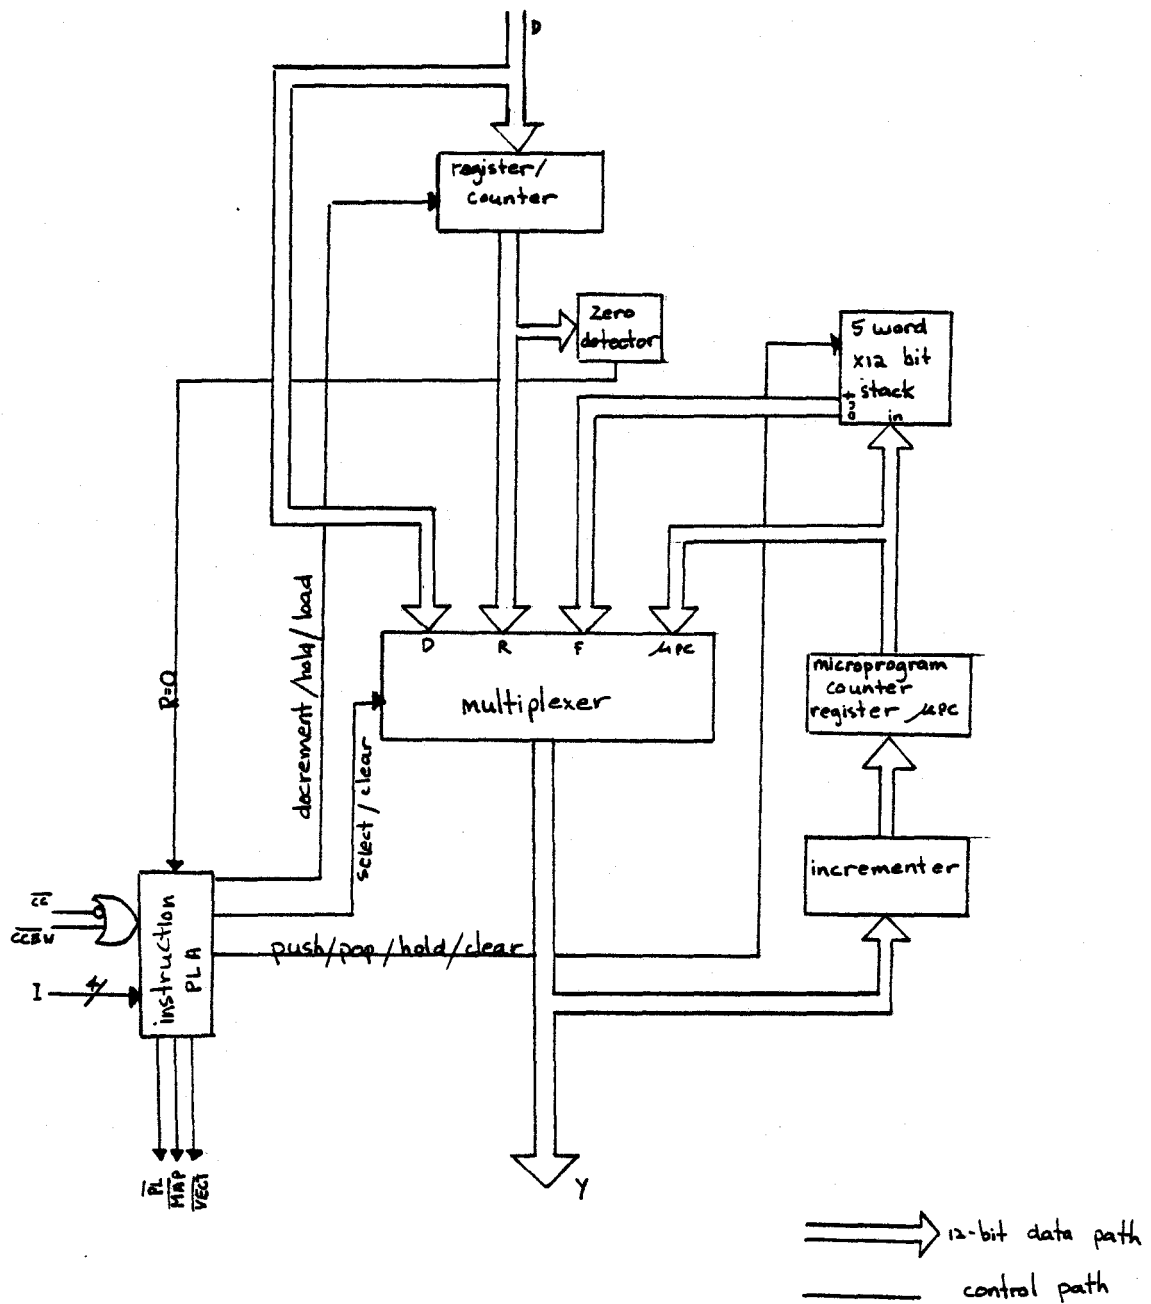 D
register/
counter
Zero
detector
5 word
x12 bit
stack
out
in
D R F μPC
multiplexer
microprogram
counter
register μPC
incrementer
R=0
decrement/hold/load
select/clear
push/pop/hold/clear
CC
CCEN
I 4
instruction
PLA
PL
MAP
VECT
Y
12-bit data path
control path